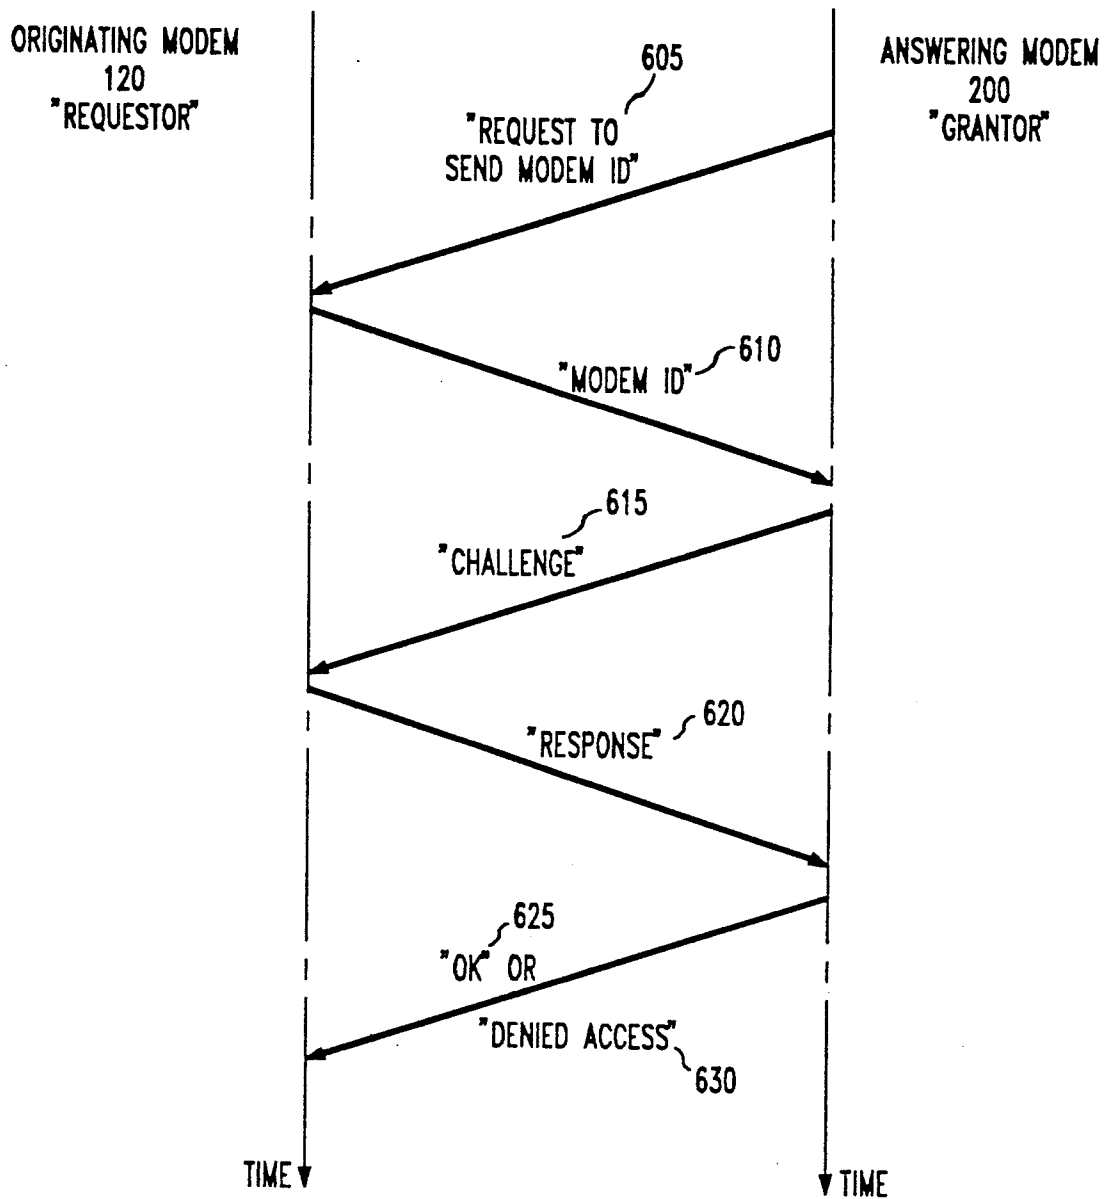 ORIGINATING MODEM
120
"REQUESTOR"
ANSWERING MODEM
200
"GRANTOR"
605
"REQUEST TO
SEND MODEM ID"
610
"MODEM ID"
615
"CHALLENGE"
620
"RESPONSE"
625
"OK" OR
"DENIED ACCESS"
630
TIME
TIME